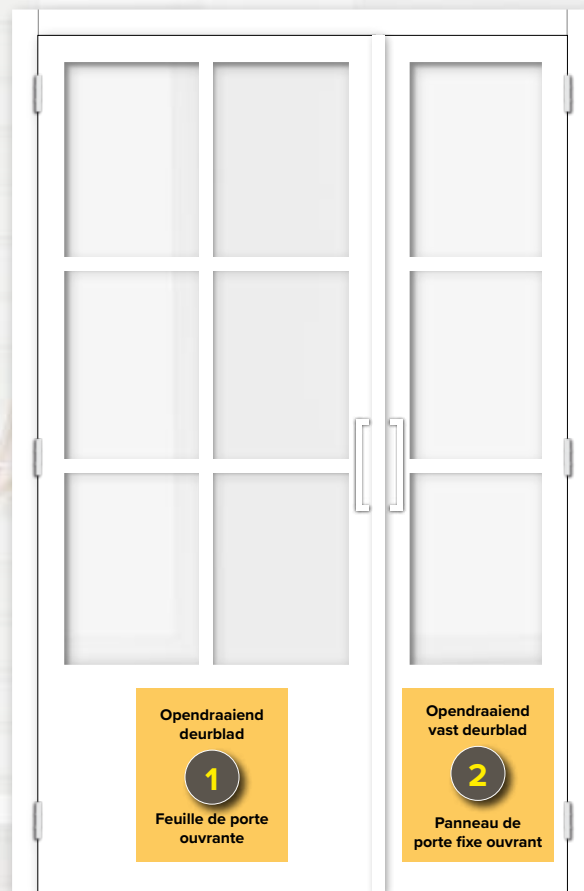 Opendraaiend
deurblad
1
Feuille de porte
ouvrante
Opendraaiend
vast deurblad
2
Panneau de
porte fixe ouvrant